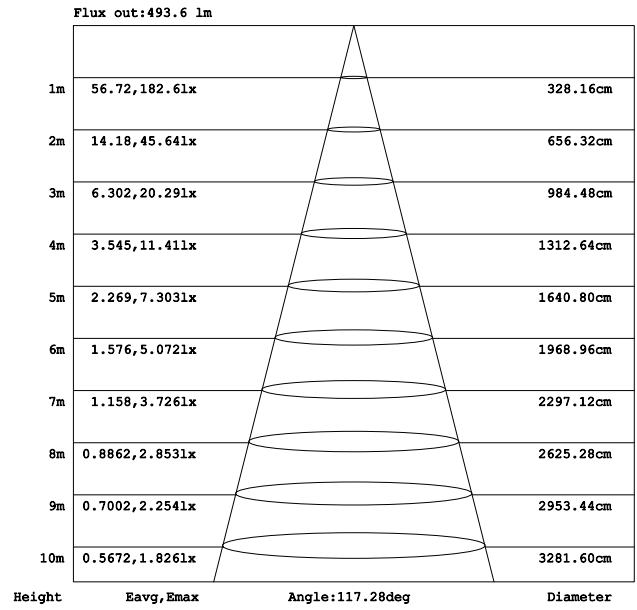 Flux out:493.6 lm
1m 56.72,182.6lx 328.16cm
2m 14.18,45.64lx 656.32cm
3m 6.302,20.29lx 984.48cm
4m 3.545,11.41lx 1312.64cm
5m 2.269,7.303lx 1640.80cm
6m 1.576,5.072lx 1968.96cm
7m 1.158,3.726lx 2297.12cm
8m 0.8862,2.853lx 2625.28cm
9m 0.7002,2.254lx 2953.44cm
10m 0.5672,1.826lx 3281.60cm
Height Eavg,Emax Angle:117.28deg Diameter